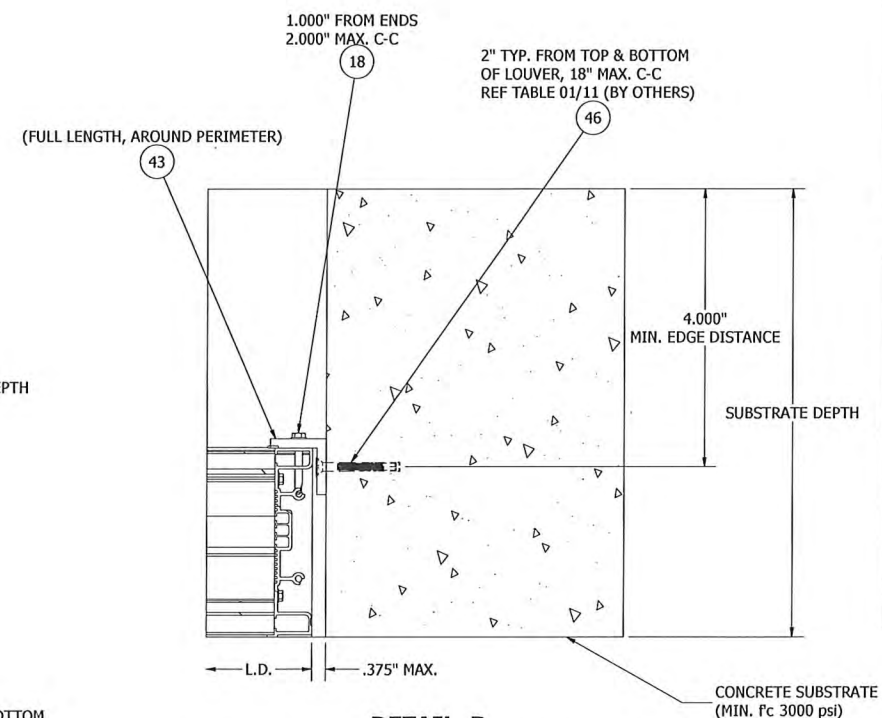 1.000" FROM ENDS
2.000" MAX. C-C
18
2" TYP. FROM TOP & BOTTOM
OF LOUVER, 18" MAX. C-C
REF TABLE 01/11 (BY OTHERS)
46
(FULL LENGTH, AROUND PERIMETER)
43
4.000"
MIN. EDGE DISTANCE
EPTH
SUBSTRATE DEPTH
L.D.
.375" MAX.
CONCRETE SUBSTRATE
(MIN. f'c 3000 psi)
OTTOM